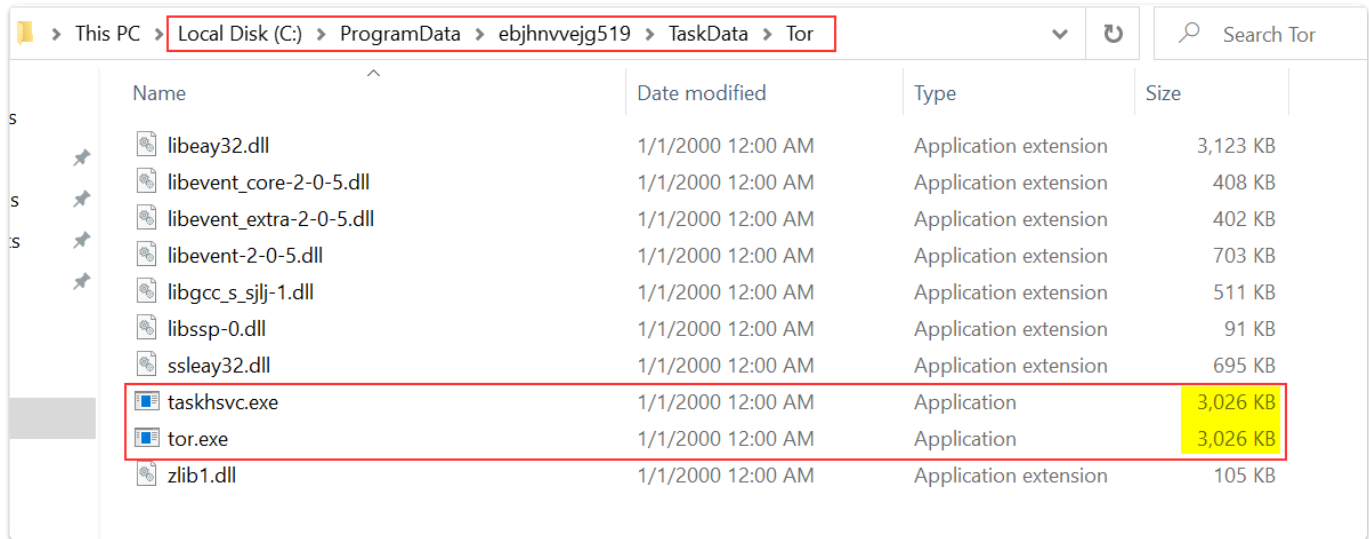 This PC > Local Disk (C:) > ProgramData > ebjhnvvejg519 > TaskData > Tor Search Tor
Name Date modified Type Size
s
libeay32.dll 1/1/2000 12:00 AM Application extension 3,123 KB
libevent_core-2-0-5.dll 1/1/2000 12:00 AM Application extension 408 KB
s
libevent_extra-2-0-5.dll 1/1/2000 12:00 AM Application extension 402 KB
s
libevent-2-0-5.dll 1/1/2000 12:00 AM Application extension 703 KB
libgcc_s_sjlj-1.dll 1/1/2000 12:00 AM Application extension 511 KB
libssp-0.dll 1/1/2000 12:00 AM Application extension 91 KB
ssleay32.dll 1/1/2000 12:00 AM Application extension 695 KB
taskhsvc.exe 1/1/2000 12:00 AM Application 3,026 KB
tor.exe 1/1/2000 12:00 AM Application 3,026 KB
zlib1.dll 1/1/2000 12:00 AM Application extension 105 KB